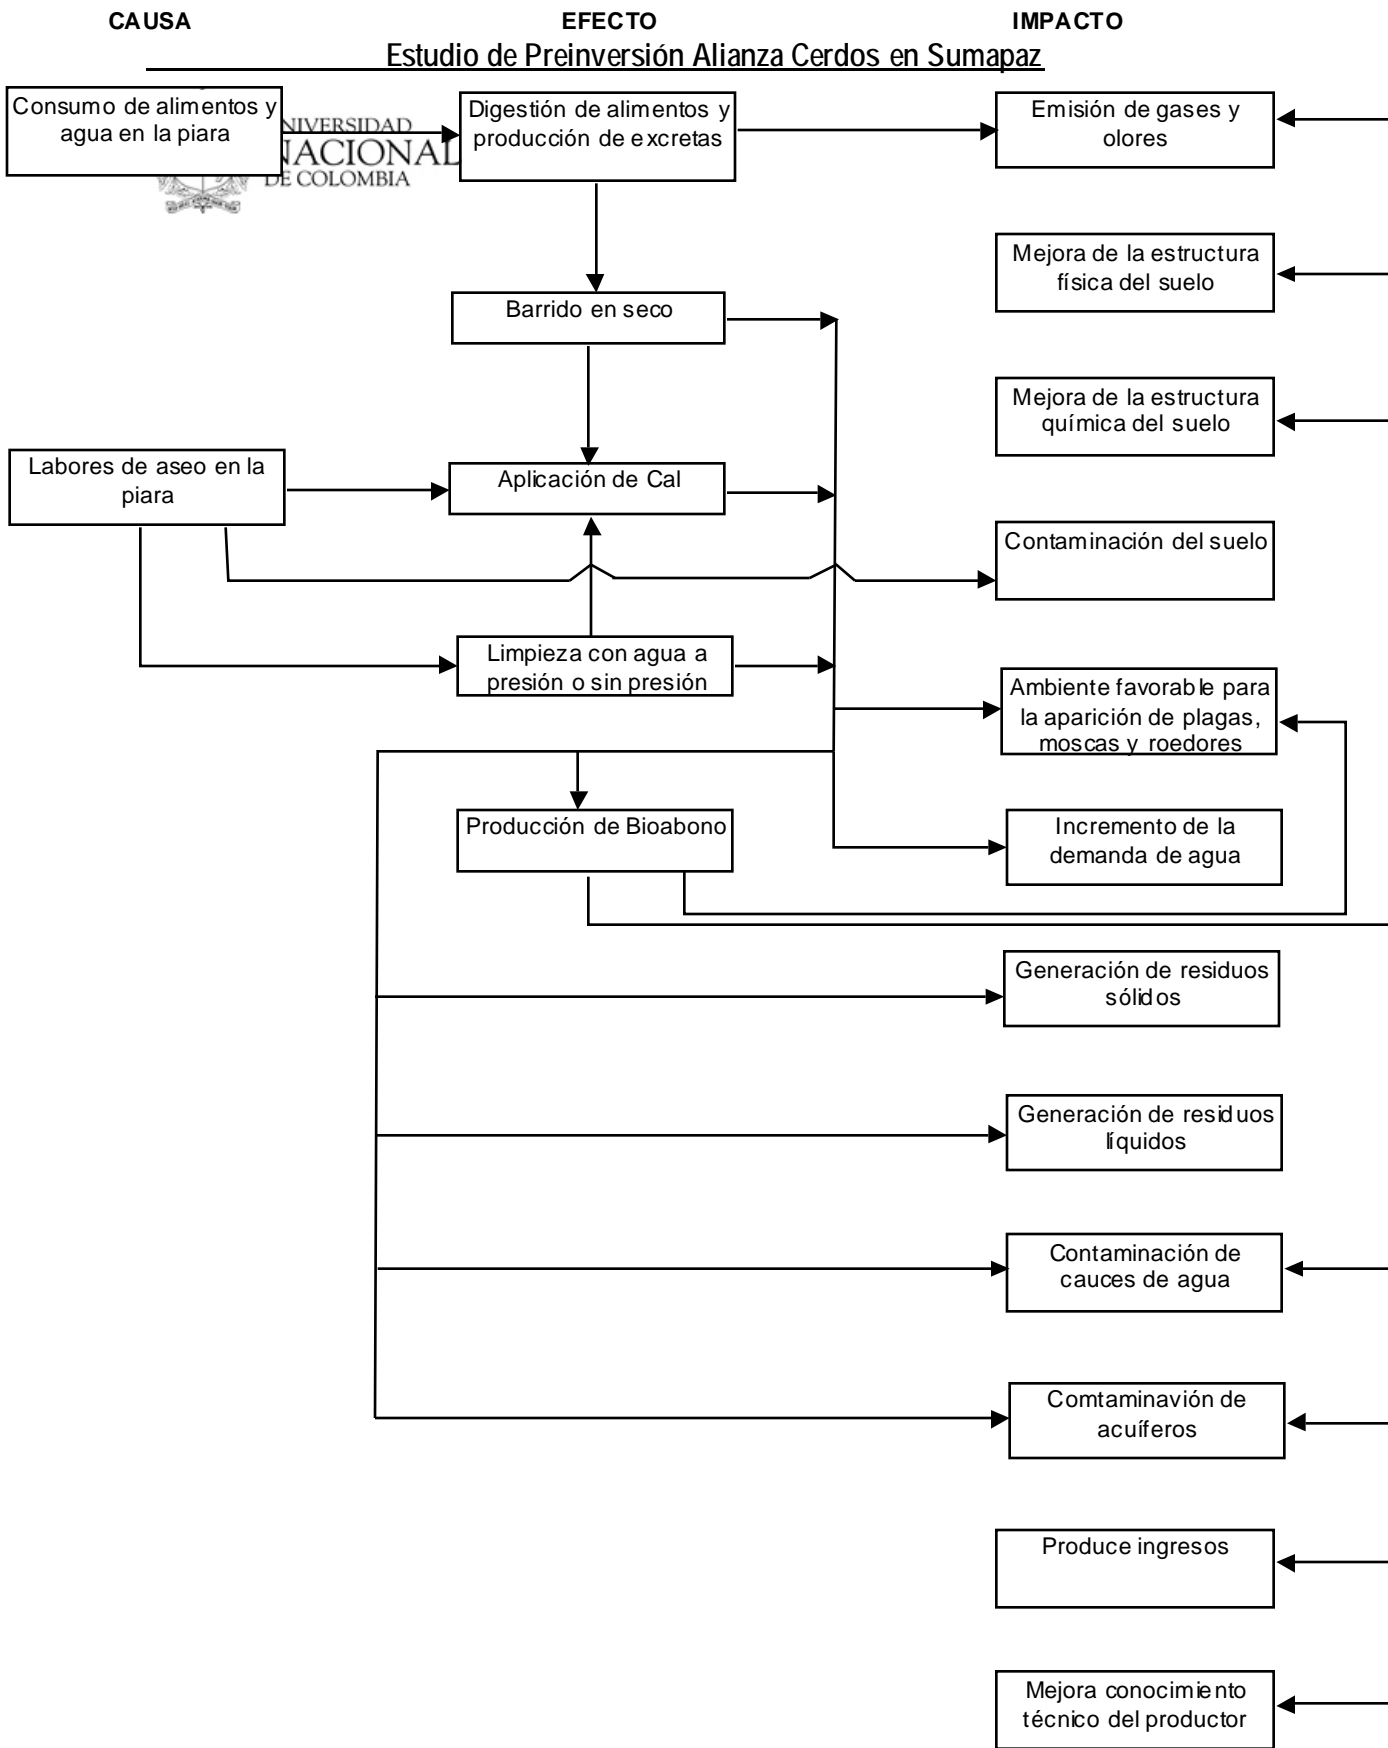 CAUSA
EFECTO
IMPACTO
Estudio de Preinversión Alianza Cerdos en Sumapaz
Consumo de alimentos y
agua en la piara
NIVERSIDAD
NACIONAL
DE COLOMBIA
Digestión de alimentos y
producción de excretas
Emisión de gases y
olores
Mejora de la estructura
física del suelo
Barrido en seco
Mejora de la estructura
química del suelo
Labores de aseo en la
piara
Aplicación de Cal
Contaminación del suelo
Limpieza con agua a
presión o sin presión
Ambiente favorable para
la aparición de plagas,
moscas y roedores
Producción de Bioabono
Incremento de la
demanda de agua
Generación de residuos
sólidos
Generación de residuos
líquidos
Contaminación de
cauces de agua
Comtaminavión de
acuíferos
Produce ingresos
Mejora conocimiento
técnico del productor